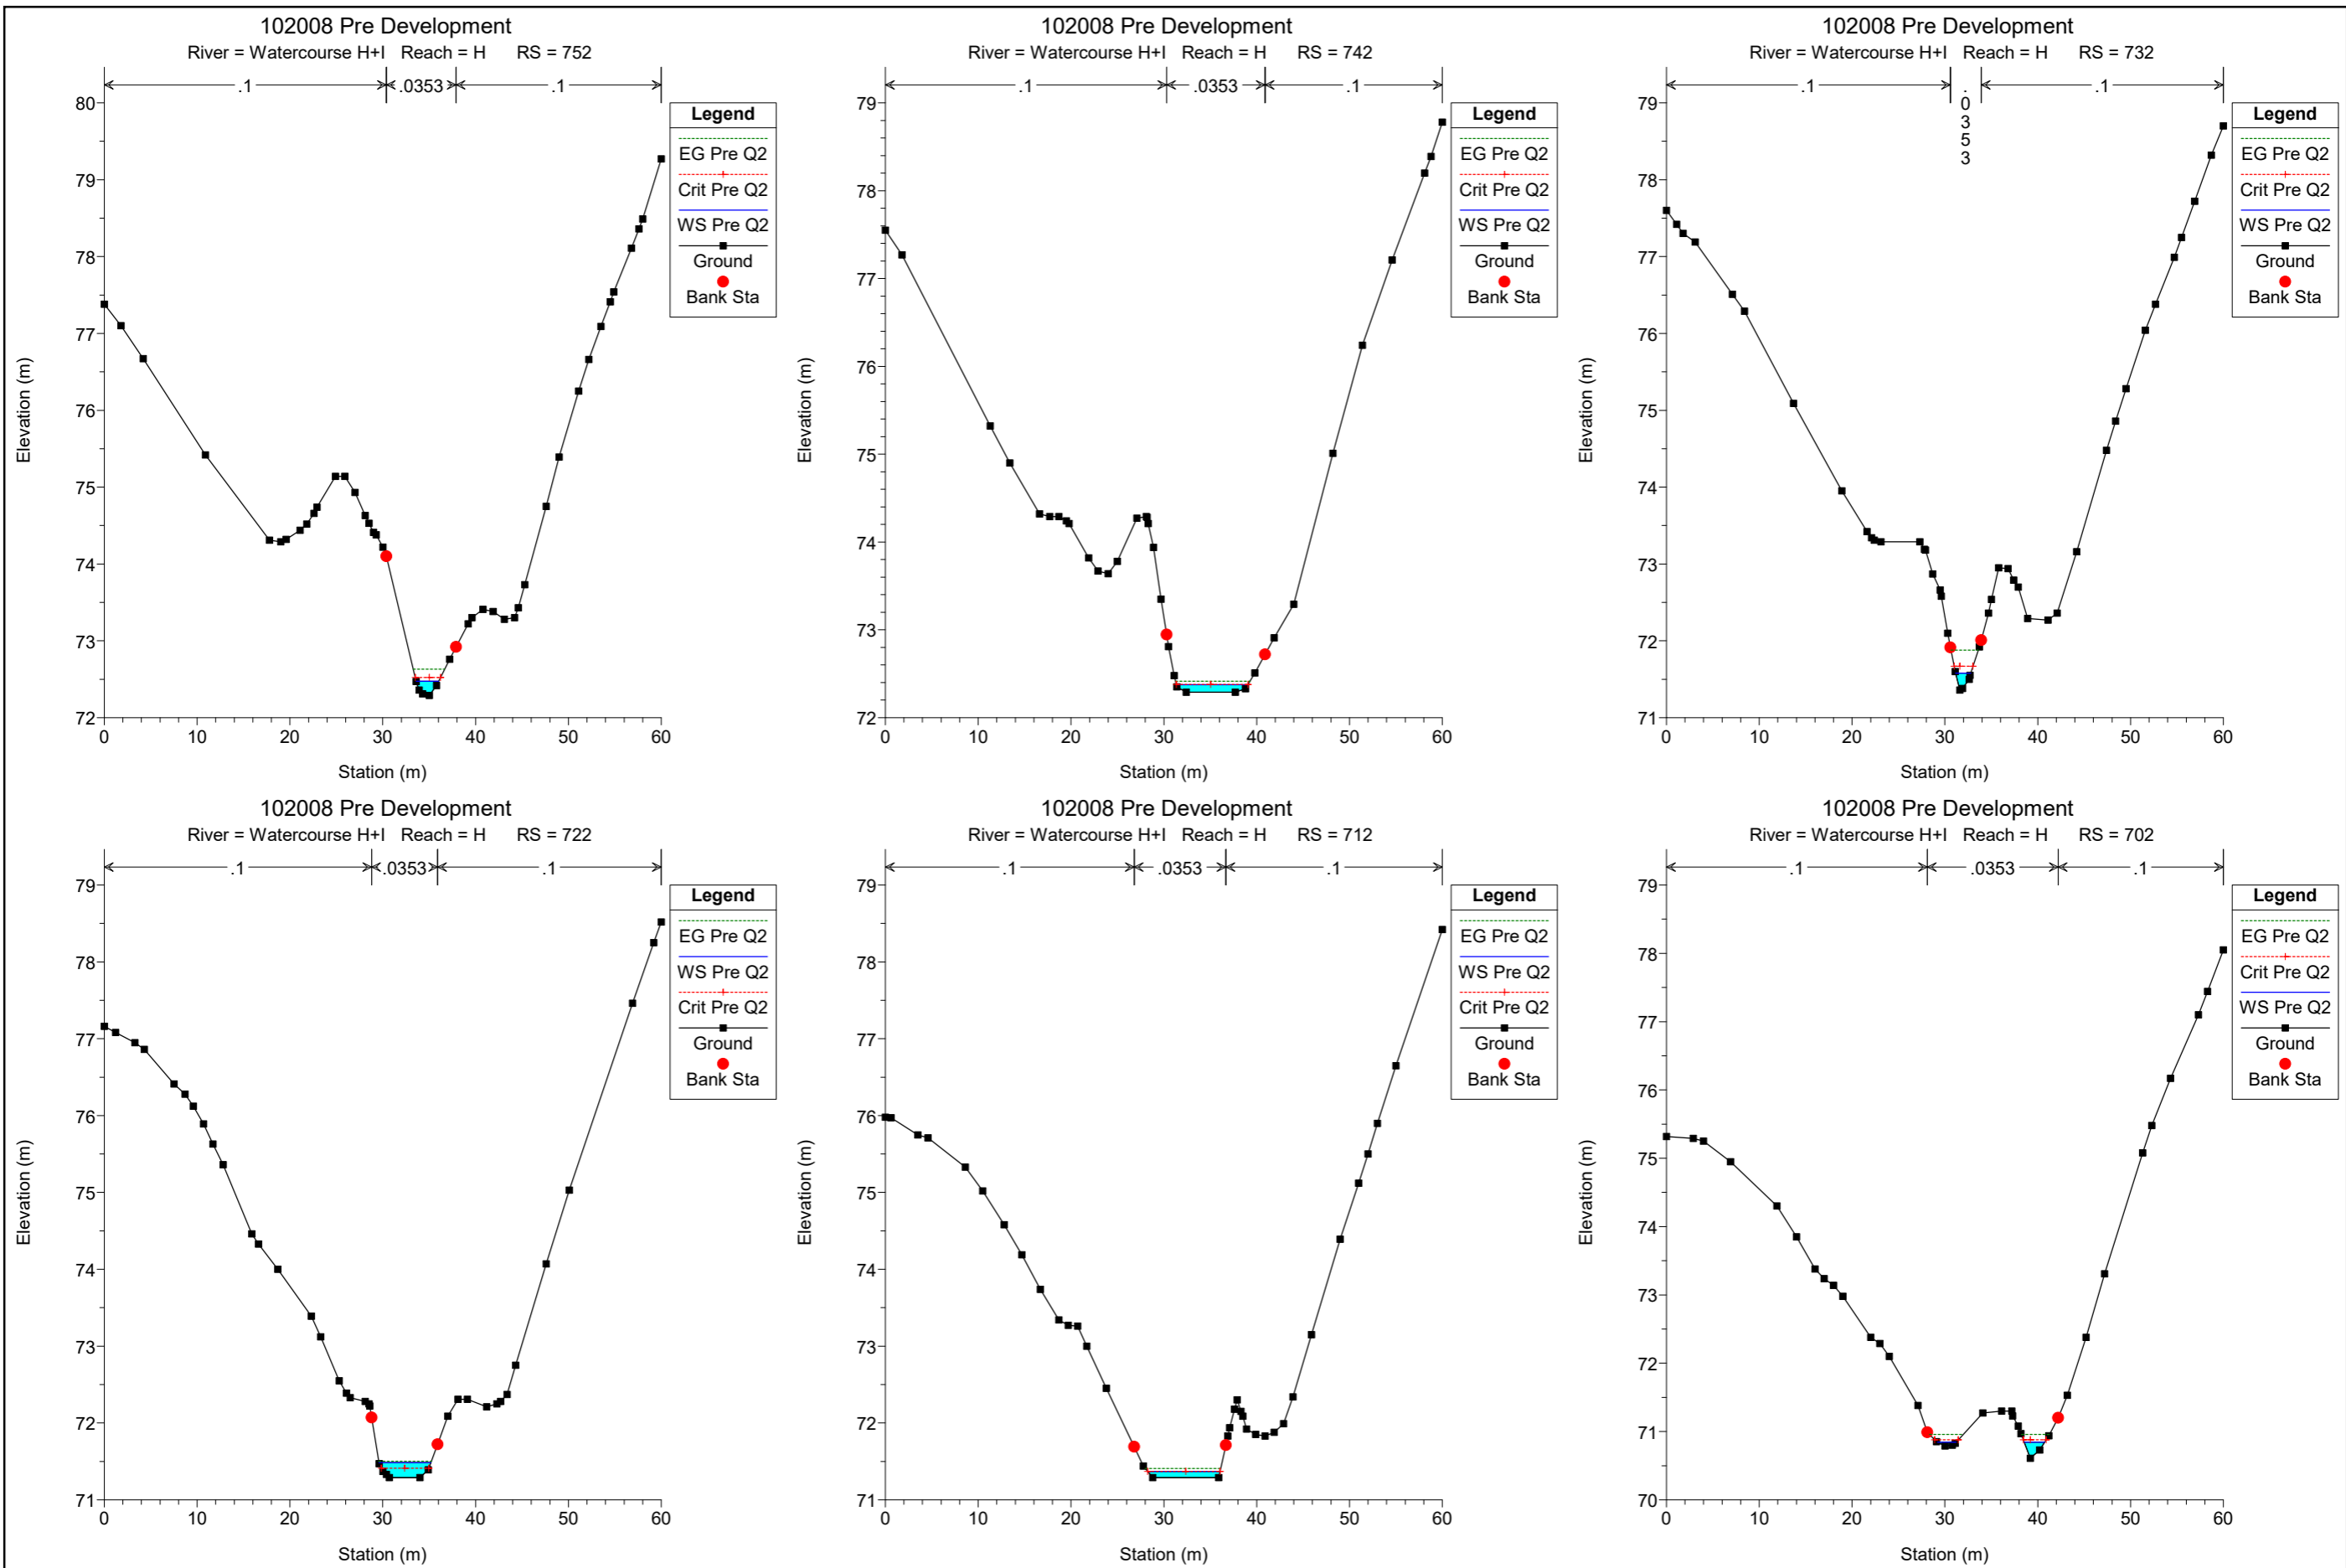 102008 Pre Development
River = Watercourse H+I Reach = H RS = 752
.1 .0353 .1
Legend
EG Pre Q2
Crit Pre Q2
WS Pre Q2
Ground
Bank Sta
80
79
78
77
76
75
74
73
72
Elevation (m)
0 10 20 30 40 50 60
Station (m)
102008 Pre Development
River = Watercourse H+I Reach = H RS = 742
.1 .0353 .1
Legend
EG Pre Q2
Crit Pre Q2
WS Pre Q2
Ground
Bank Sta
79
78
77
76
75
74
73
72
Elevation (m)
0 10 20 30 40 50 60
Station (m)
102008 Pre Development
River = Watercourse H+I Reach = H RS = 732
.1 .0353 .1
Legend
EG Pre Q2
Crit Pre Q2
WS Pre Q2
Ground
Bank Sta
79
78
77
76
75
74
73
72
71
Elevation (m)
0 10 20 30 40 50 60
Station (m)
102008 Pre Development
River = Watercourse H+I Reach = H RS = 722
.1 .0353 .1
Legend
EG Pre Q2
WS Pre Q2
Crit Pre Q2
Ground
Bank Sta
79
78
77
76
75
74
73
72
71
Elevation (m)
0 10 20 30 40 50 60
Station (m)
102008 Pre Development
River = Watercourse H+I Reach = H RS = 712
.1 .0353 .1
Legend
EG Pre Q2
WS Pre Q2
Crit Pre Q2
Ground
Bank Sta
79
78
77
76
75
74
73
72
71
Elevation (m)
0 10 20 30 40 50 60
Station (m)
102008 Pre Development
River = Watercourse H+I Reach = H RS = 702
.1 .0353 .1
Legend
EG Pre Q2
Crit Pre Q2
WS Pre Q2
Ground
Bank Sta
79
78
77
76
75
74
73
72
71
70
Elevation (m)
0 10 20 30 40 50 60
Station (m)